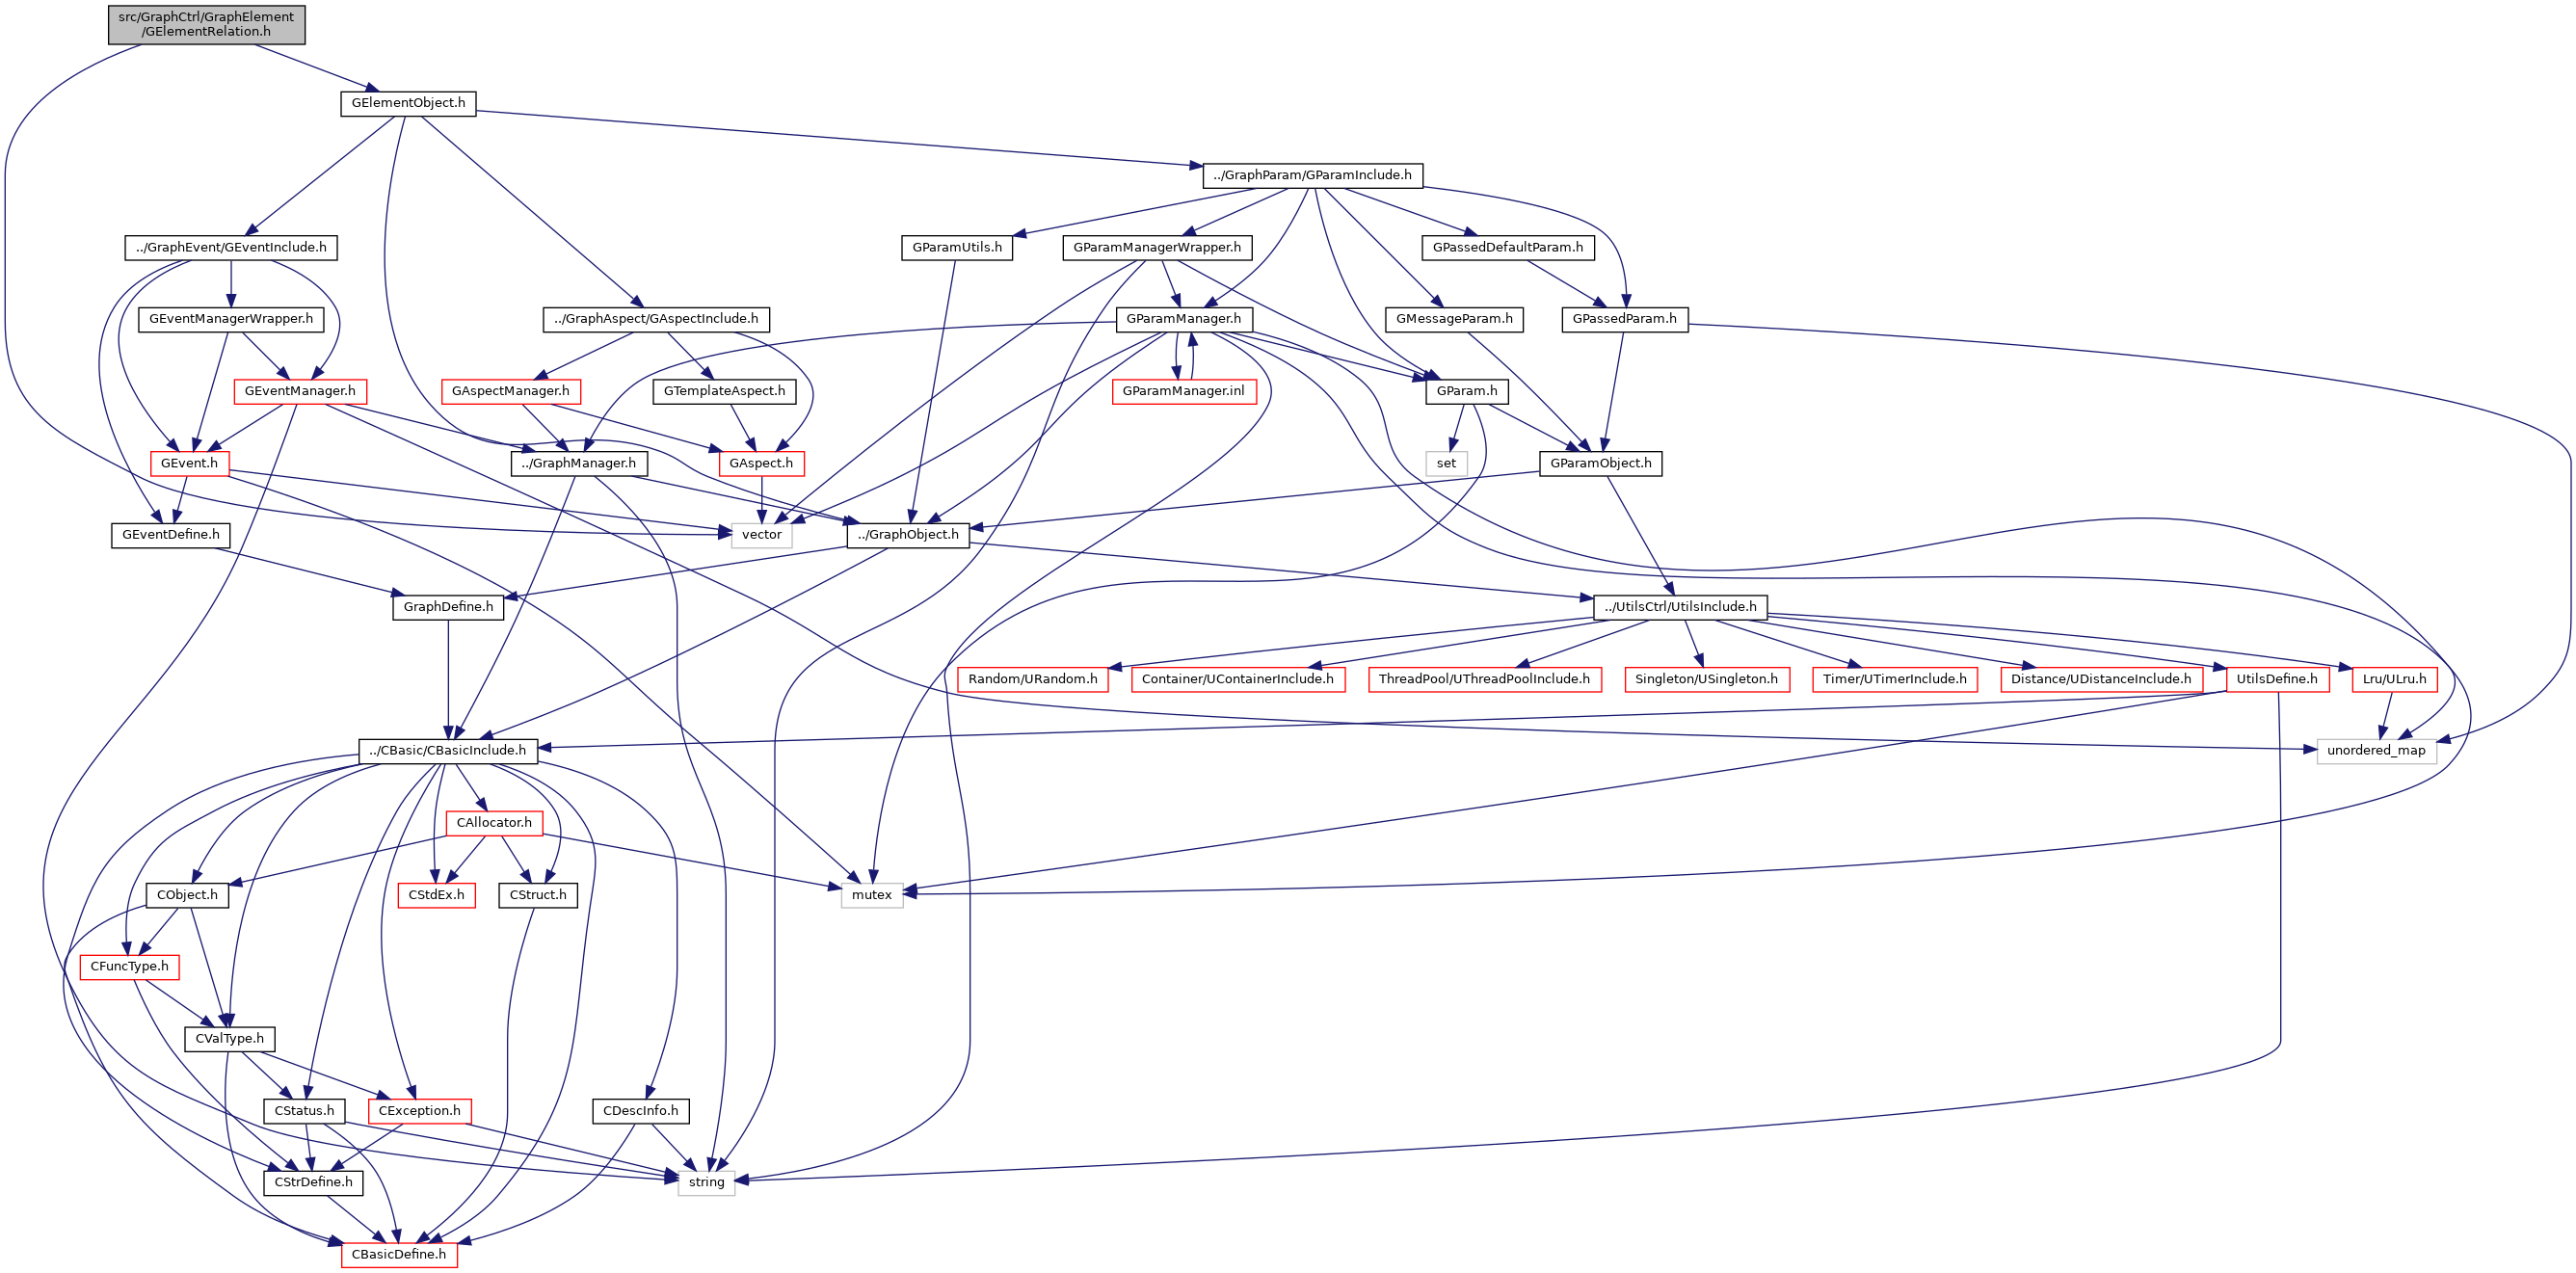 src/GraphCtrl/GraphElement
/GElementRelation.h
GElementObject.h
../GraphParam/GParamInclude.h
../GraphEvent/GEventInclude.h
GParamUtils.h
GParamManagerWrapper.h
GPassedDefaultParam.h
GEventManagerWrapper.h
../GraphAspect/GAspectInclude.h
GParamManager.h
GMessageParam.h
GPassedParam.h
GEventManager.h
GAspectManager.h
GTemplateAspect.h
GParamManager.inl
GParam.h
GEvent.h
../GraphManager.h
GAspect.h
set
GParamObject.h
GEventDefine.h
vector
../GraphObject.h
GraphDefine.h
../UtilsCtrl/UtilsInclude.h
Random/URandom.h
Container/UContainerInclude.h
ThreadPool/UThreadPoolInclude.h
Singleton/USingleton.h
Timer/UTimerInclude.h
Distance/UDistanceInclude.h
UtilsDefine.h
Lru/ULru.h
../CBasic/CBasicInclude.h
unordered_map
CAllocator.h
CObject.h
CStdEx.h
CStruct.h
mutex
CFuncType.h
CValType.h
CStatus.h
CException.h
CDescInfo.h
CStrDefine.h
string
CBasicDefine.h